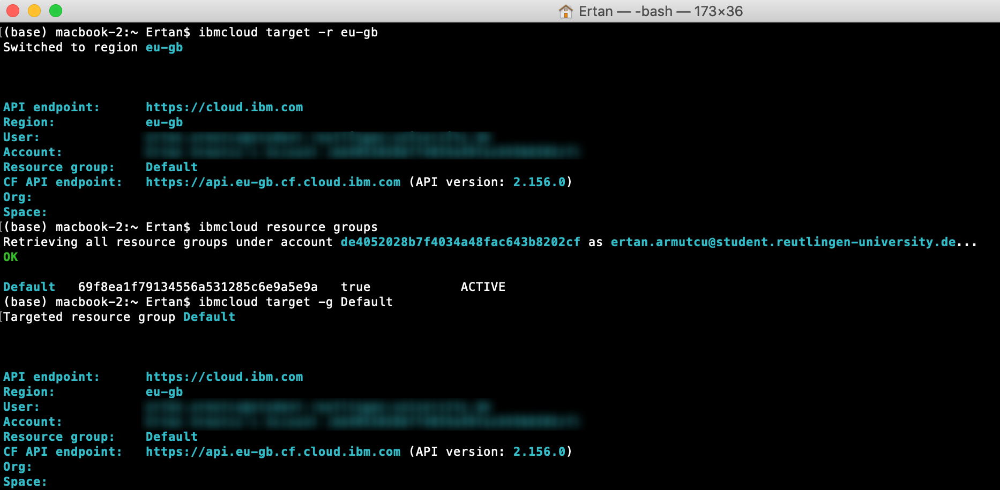 Ertan — -bash — 173×36
(base) macbook-2:~ Ertan$ ibmcloud target -r eu-gb
Switched to region eu-gb
API endpoint:      https://cloud.ibm.com
Region:            eu-gb
User:
Account:
Resource group:    Default
CF API endpoint:   https://api.eu-gb.cf.cloud.ibm.com (API version: 2.156.0)
Org:
Space:
(base) macbook-2:~ Ertan$ ibmcloud resource groups
Retrieving all resource groups under account de4052028b7f4034a48fac643b8202cf as ertan.armutcu@student.reutlingen-university.de...
OK
Default   69f8ea1f79134556a531285c6e9a5e9a   true            ACTIVE
(base) macbook-2:~ Ertan$ ibmcloud target -g Default
Targeted resource group Default
API endpoint:      https://cloud.ibm.com
Region:            eu-gb
User:
Account:
Resource group:    Default
CF API endpoint:   https://api.eu-gb.cf.cloud.ibm.com (API version: 2.156.0)
Org:
Space: